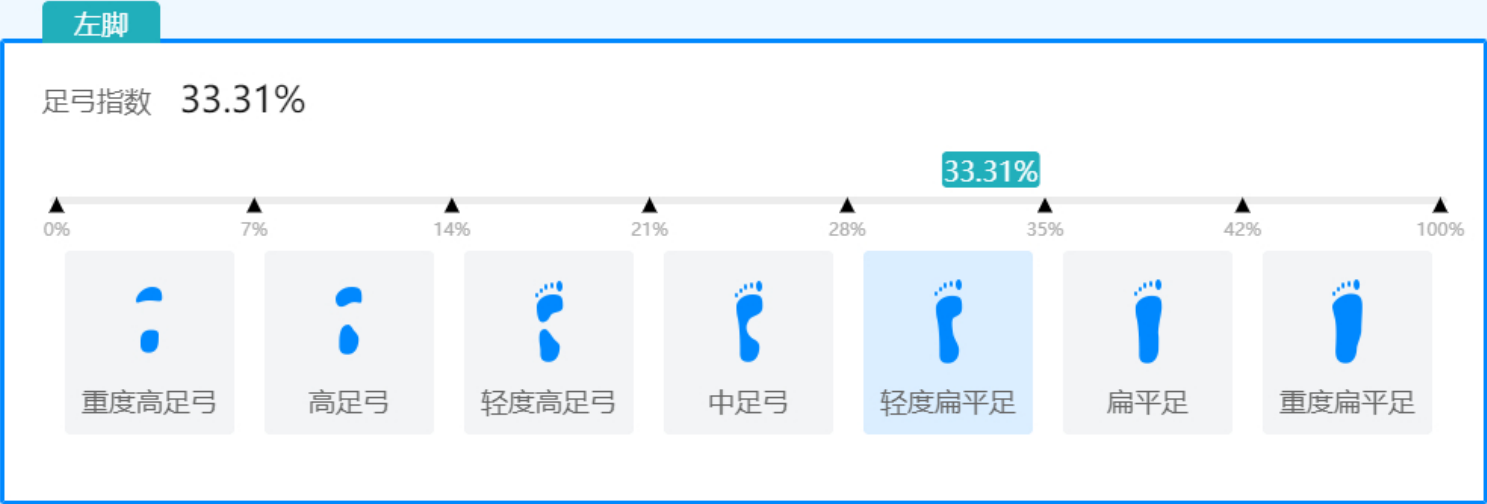 左脚
足弓指数 33.31%
33.31%
0% 7% 14% 21% 28% 35% 42% 100%
重度高足弓 高足弓 轻度高足弓 中足弓 轻度扁平足 扁平足 重度扁平足